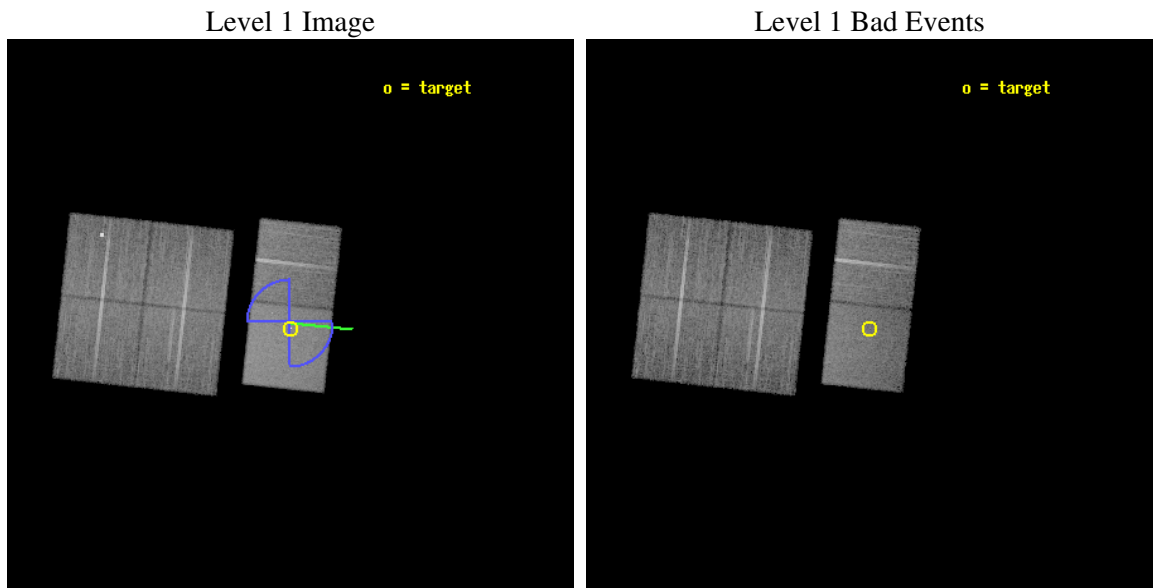 Level 1 Image
Level 1 Bad Events
o = target
o = target